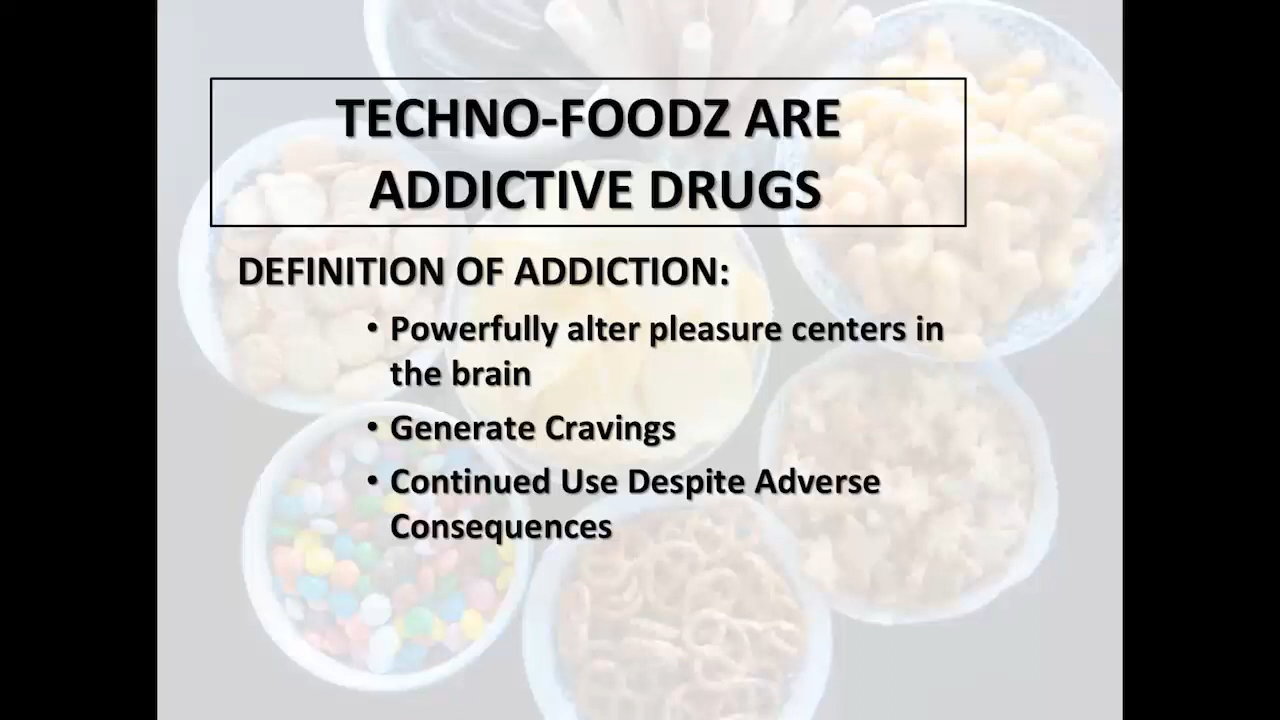 TECHNO-FOODZ ARE
ADDICTIVE DRUGS
DEFINITION OF ADDICTION:
• Powerfully alter pleasure centers in
the brain
• Generate Cravings
• Continued Use Despite Adverse
Consequences